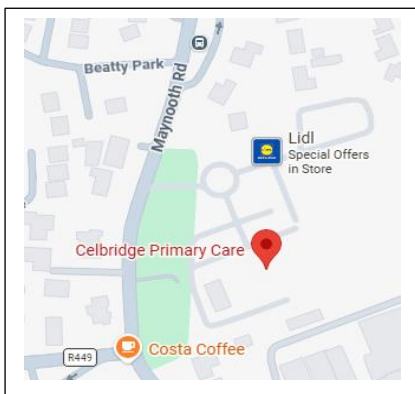 Beatty Park
Maynooth Rd
Lidl
Special Offers
in Store
Celbridge Primary Care
Costa Coffee
R449